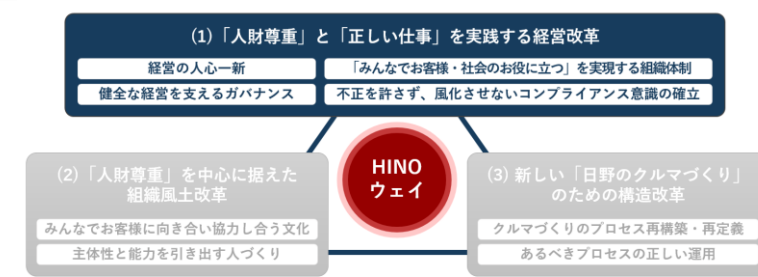 (1)「人財尊重」と「正しい仕事」を実践する経営改革
経営の人心一新
「みんなでお客様・社会のお役に立つ」を実現する組織体制
健全な経営を支えるガバナンス
不正を許さず、風化させないコンプライアンス意識の確立
HINO
ウェイ
(2)「人財尊重」を中心に据えた
組織風土改革
みんなでお客様に向き合い協力し合う文化
主体性と能力を引き出す人づくり
(3) 新しい「日野のクルマづくり」
のための構造改革
クルマづくりのプロセス再構築・再定義
あるべきプロセスの正しい運用